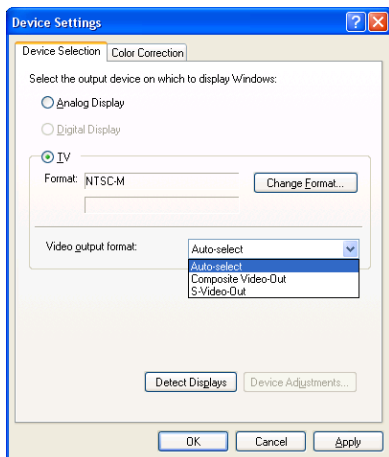 Device Settings
Device Selection
Color Correction
Select the output device on which to display Windows:
Analog Display
Digital Display
TV
Format: NTSC-M
Change Format...
Video output format: Auto-select
Auto-select
Composite Video-Out
S-Video-Out
Detect Displays
Device Adjustments...
OK
Cancel
Apply